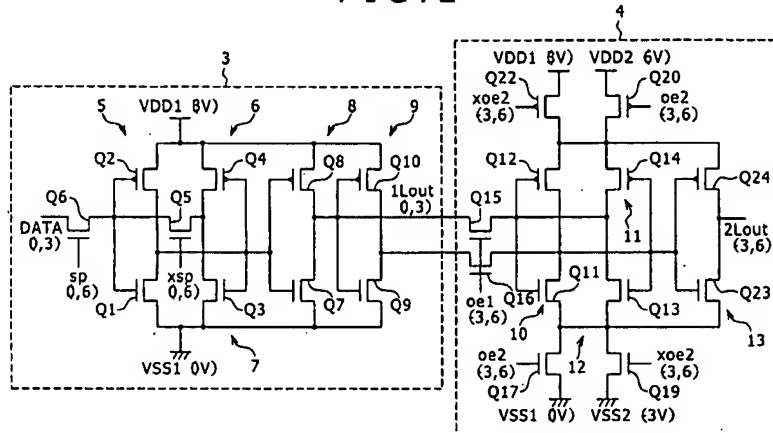 4
3
VDD1 8V)
VDD2 6V)
5
VDD1 8V)
6
8
9
Q22
Q20
xoe2
(3,6)
oe2
(3,6)
Q2
Q4
Q8
Q10
Q12
Q14
Q24
Q6
Q5
1Lout
0,3)
Q15
11
2Lout
(3,6)
DATA
0,3)
sp
0,6)
xsp
0,6)
Q1
Q3
Q7
Q9
oe1
(3,6)
Q16
Q11
Q13
Q23
10
13
VSS1 0V)
7
oe2
(3,6)
12
xoe2
(3,6)
Q17
Q19
VSS1 0V)
VSS2 (3V)